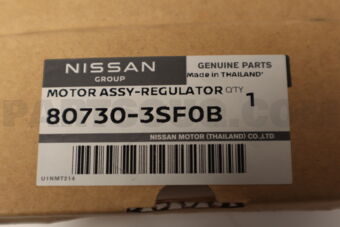 NISSAN
GROUP
GENUINE PARTS
Made in THAILAND
MOTOR ASSY-REGULATOR QTY 1
80730-3SF0B
NISSAN MOTOR (THAILAND) CO.,LTD.
U1NMT314